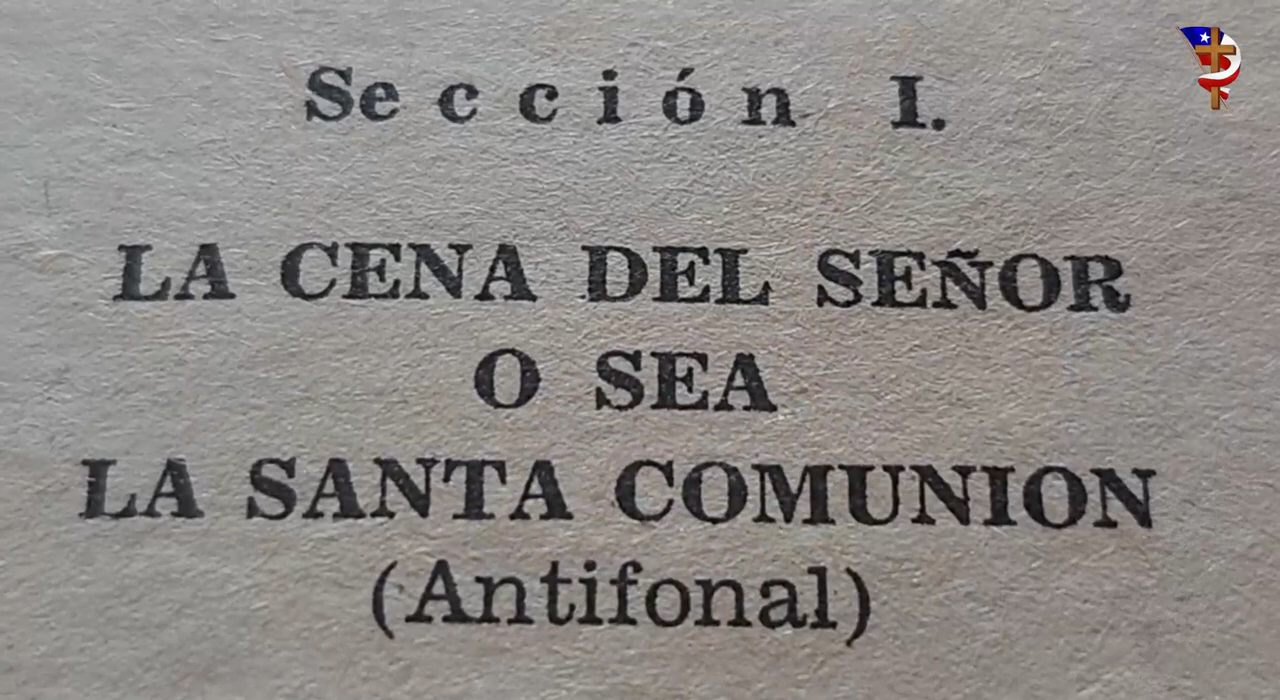 Sección I.
LA CENA DEL SEÑOR
O SEA
LA SANTA COMUNION
(Antifonal)